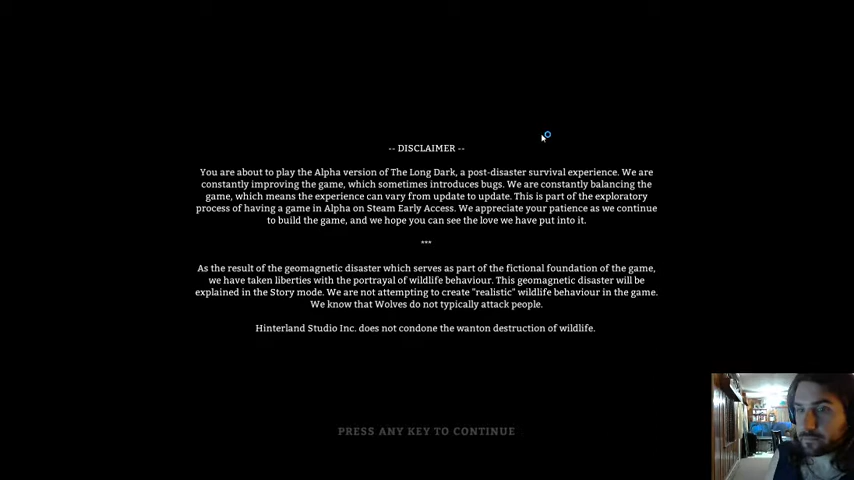 -- DISCLAIMER --
You are about to play the Alpha version of The Long Dark, a post-disaster survival experience. We are
constantly improving the game, which sometimes introduces bugs. We are constantly balancing the
game, which means the experience can vary from update to update. This is part of the exploratory
process of having a game in Alpha on Steam Early Access. We appreciate your patience as we continue
to build the game, and we hope you can see the love we have put into it.
***
As the result of the geomagnetic disaster which serves as part of the fictional foundation of the game,
we have taken liberties with the portrayal of wildlife behaviour. This geomagnetic disaster will be
explained in the Story mode. We are not attempting to create "realistic" wildlife behaviour in the game.
We know that Wolves do not typically attack people.
Hinterland Studio Inc. does not condone the wanton destruction of wildlife.
PRESS ANY KEY TO CONTINUE